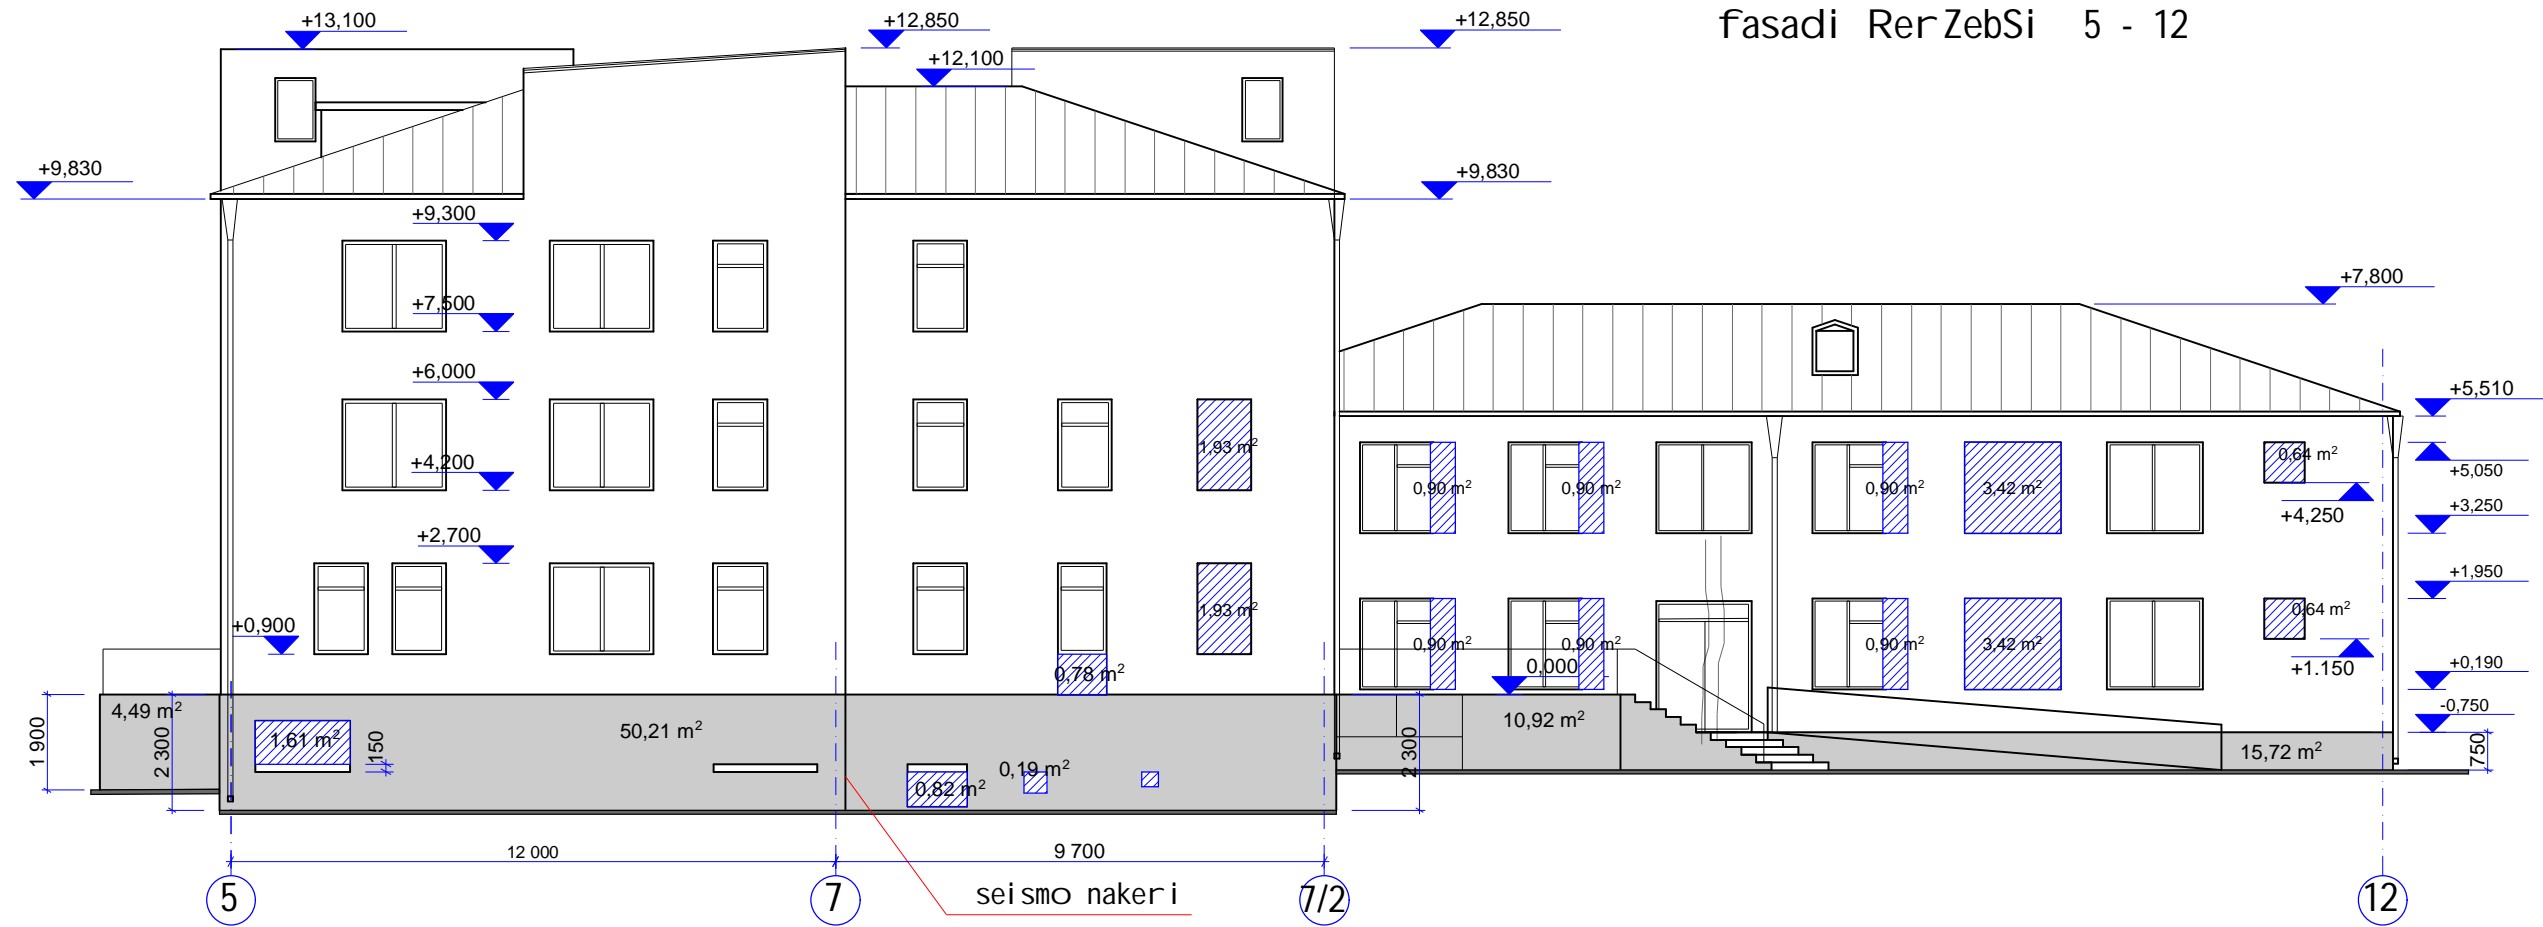 fasadi RerZebSi 5 - 12
+13,100
+12,850
+12,850
+12,100
+9,830
+9,830
+9,300
+7,500
+7,800
+6,000
+5,510
+4,200
1,93 m²
0,64 m²
+5,050
0,90 m²
0,90 m²
0,90 m²
3,42 m²
+4,250
+3,250
+2,700
+1,950
+0,900
1,93 m²
0,64 m²
0,90 m²
0,90 m²
0,90 m²
3,42 m²
0,78 m²
0,000
+1.150
+0,190
4,49 m²
50,21 m²
10,92 m²
-0,750
1 900
2 300
1,61 m²
150
0,19 m²
0,82 m²
2 300
15,72 m²
750
12 000
9 700
5
7
seismo nakeri
7/2
12